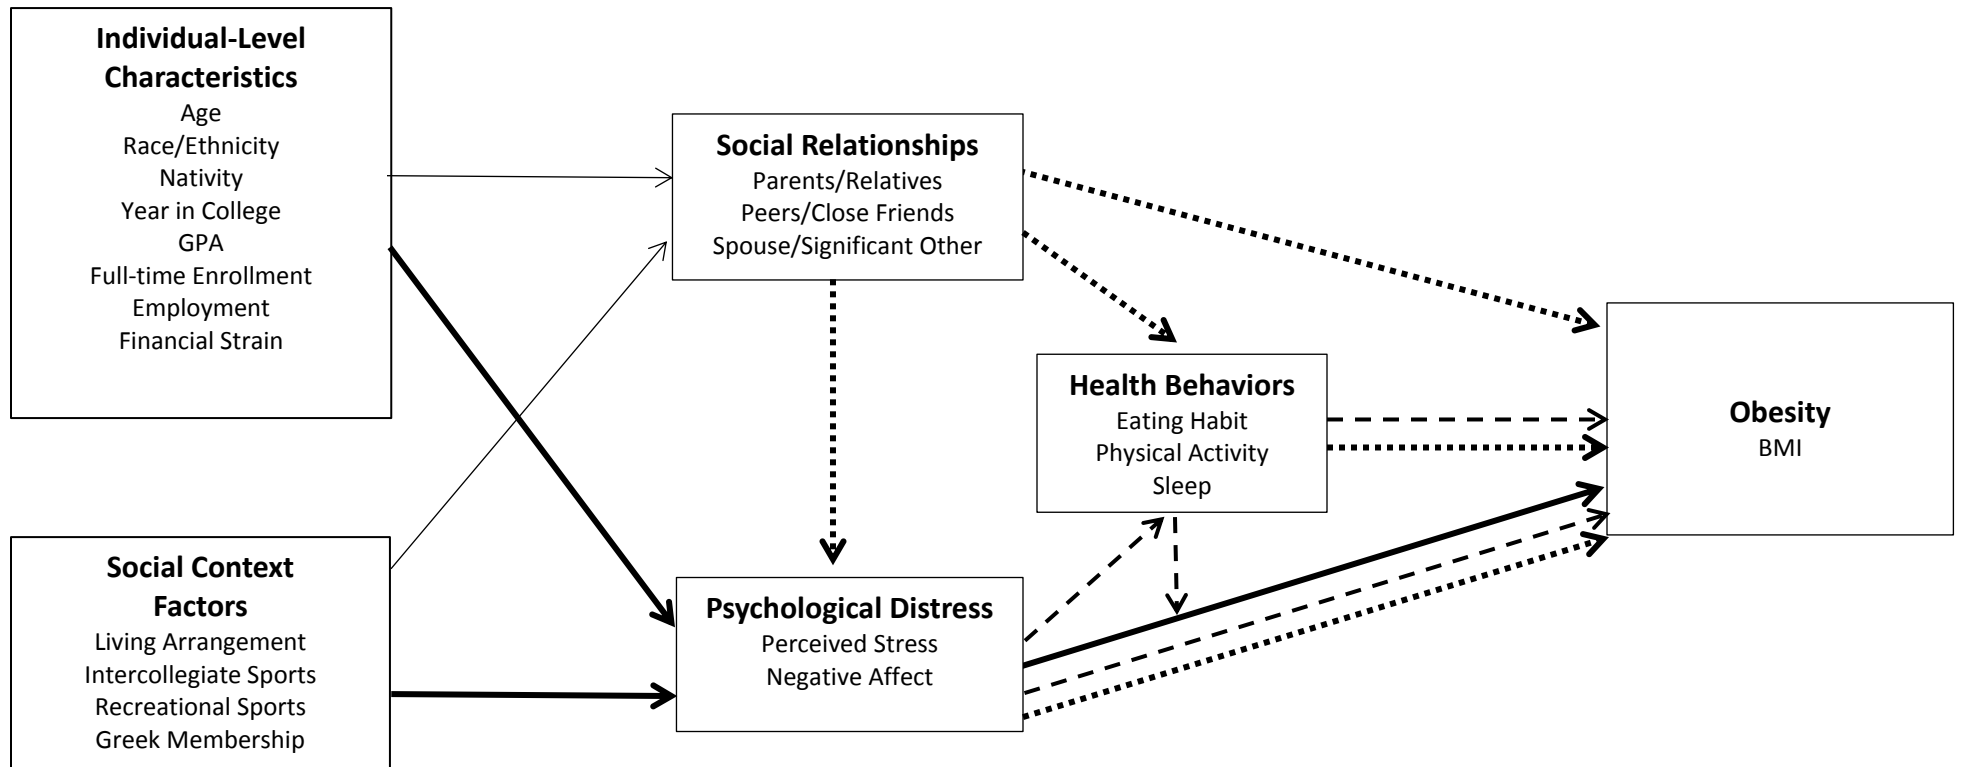 Individual-Level
Characteristics
Age
Race/Ethnicity
Nativity
Year in College
GPA
Full-time Enrollment
Employment
Financial Strain
Social Relationships
Parents/Relatives
Peers/Close Friends
Spouse/Significant Other
Health Behaviors
Eating Habit
Physical Activity
Sleep
Obesity
BMI
Social Context
Factors
Living Arrangement
Intercollegiate Sports
Recreational Sports
Greek Membership
Psychological Distress
Perceived Stress
Negative Affect